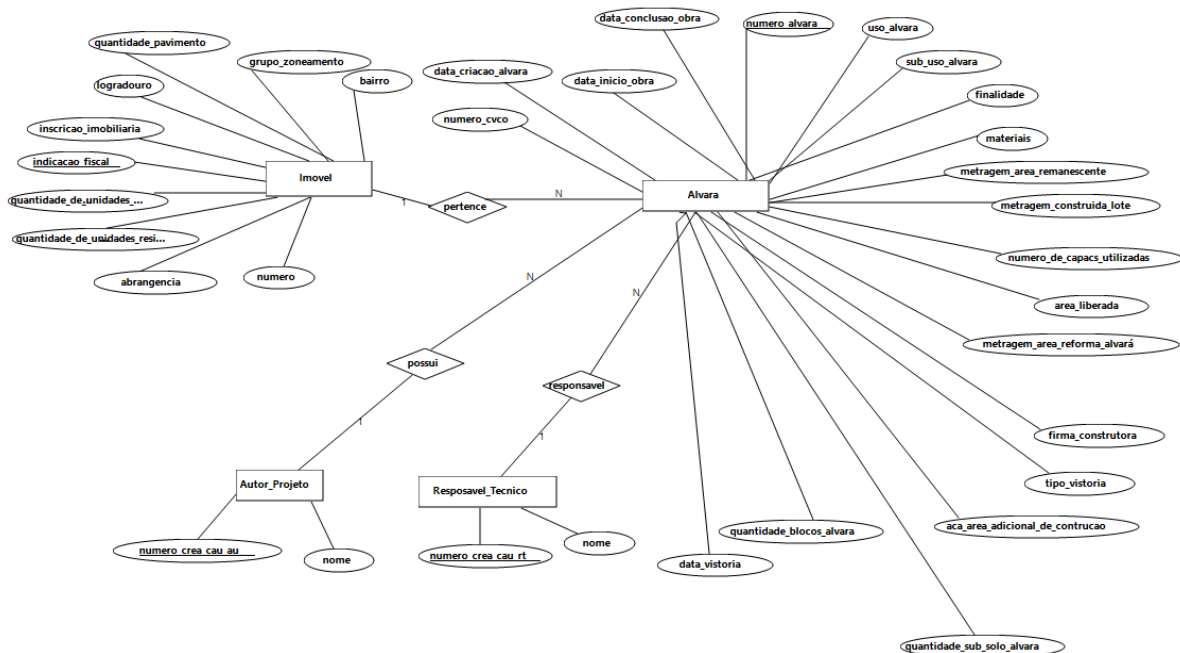 data_conclusao_obra
numero_alvara
uso_alvara
quantidade_pavimento
grupo_zoneamento
sub_uso_alvara
bairro
data_criacao_alvara
data_inicio_obra
logradouro
finalidade
numero_cvco
inscricao_imobiliaria
materiais
indicacao_fiscal
Imovel
metragem_area_remanescente
Alvara
quantidade_de_unidades_...
1
pertence
N
metragem_construida_lote
quantidade_de_unidades_resi...
numero_de_capacs_utilizadas
abrangencia
numero
N
N
area_liberada
metragem_area_reforma_alvará
possui
responsavel
1
1
firma_construtora
Autor_Projeto
Resposavel_Tecnico
tipo_vistoria
aca_area_adicional_de_contrucao
quantidade_blocos_alvara
numero_crea_cau_au
nome
numero_crea_cau_rt
nome
data_vistoria
quantidade_sub_solo_alvara